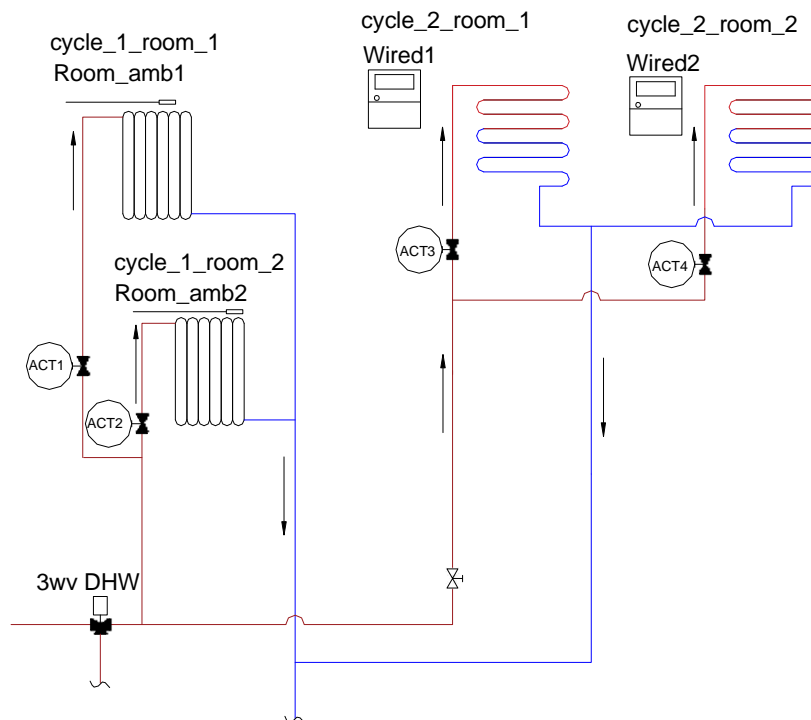 cycle_1_room_1
Room_amb1
cycle_2_room_1
Wired1
cycle_2_room_2
Wired2
ACT3
ACT4
cycle_1_room_2
Room_amb2
ACT1
ACT2
3wv DHW